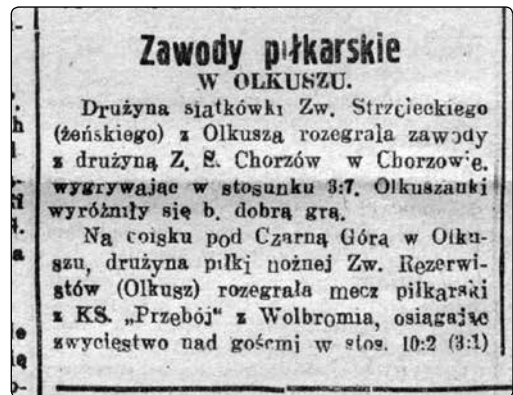 Zawody piłkarskie
W OLKUSZU.
Drużyna siatkówki Zw. Strzeleckiego
(żeńskiego) z Olkusza rozegrala zawody
z drużyną Z. S. Chorzów w Chorzowie.
wygrywając w stosunku 3:7. Olkuszanki
wyróżniły się b. dobrą grą.
Na boisku pod Czarną Górą w Olku-
szu, drużyna piłki nożnej Zw. Rezerwi-
stów (Olkusz) rozegrała mecz piłkarski
z KS. „Przebój" z Wolbromia, osiągając
zwycięstwo nad gośćmi w stos. 10:2 (3:1)